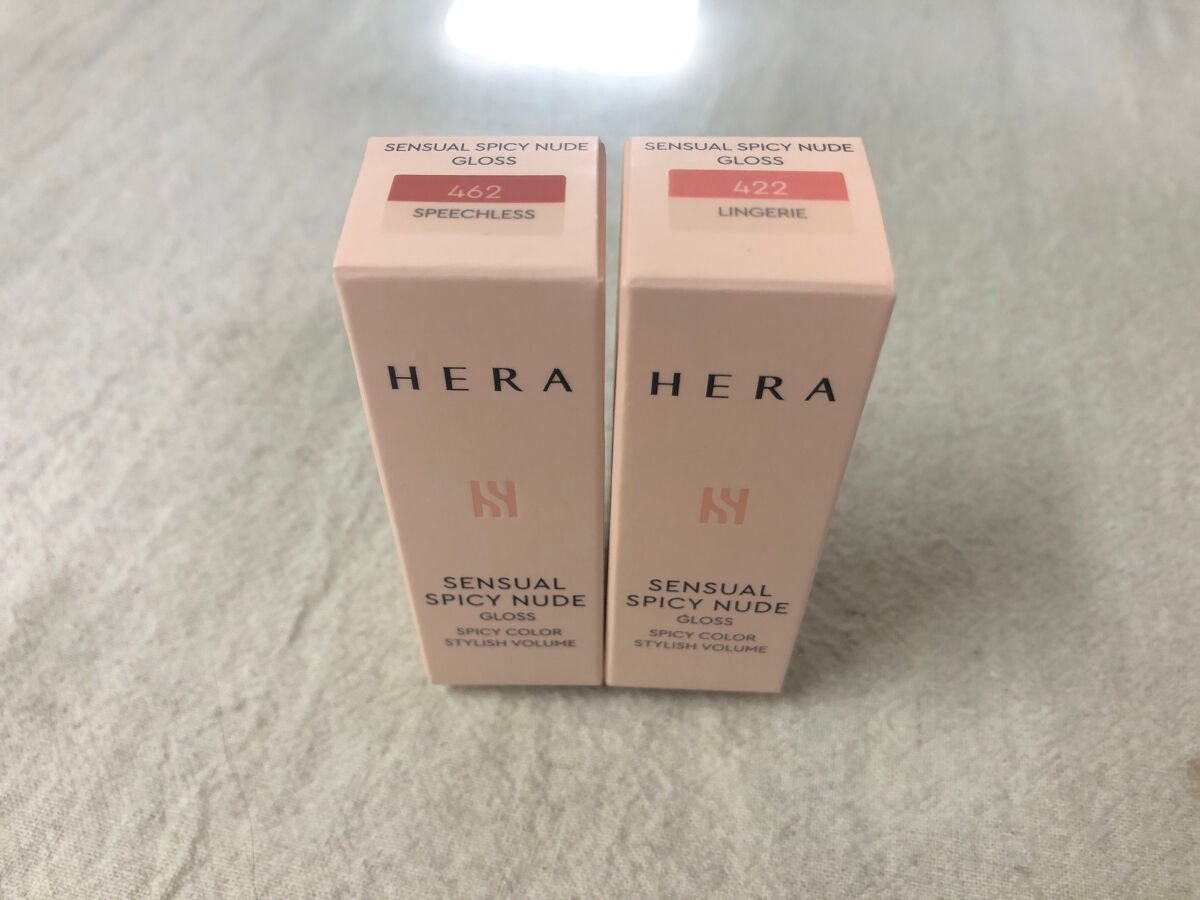 SENSUAL SPICY NUDE
GLOSS
462
SPEECHLESS
HERA
SENSUAL
SPICY NUDE
GLOSS
SPICY COLOR
STYLISH VOLUME
SENSUAL SPICY NUDE
GLOSS
422
LINGERIE
HERA
SENSUAL
SPICY NUDE
GLOSS
SPICY COLOR
STYLISH VOLUME